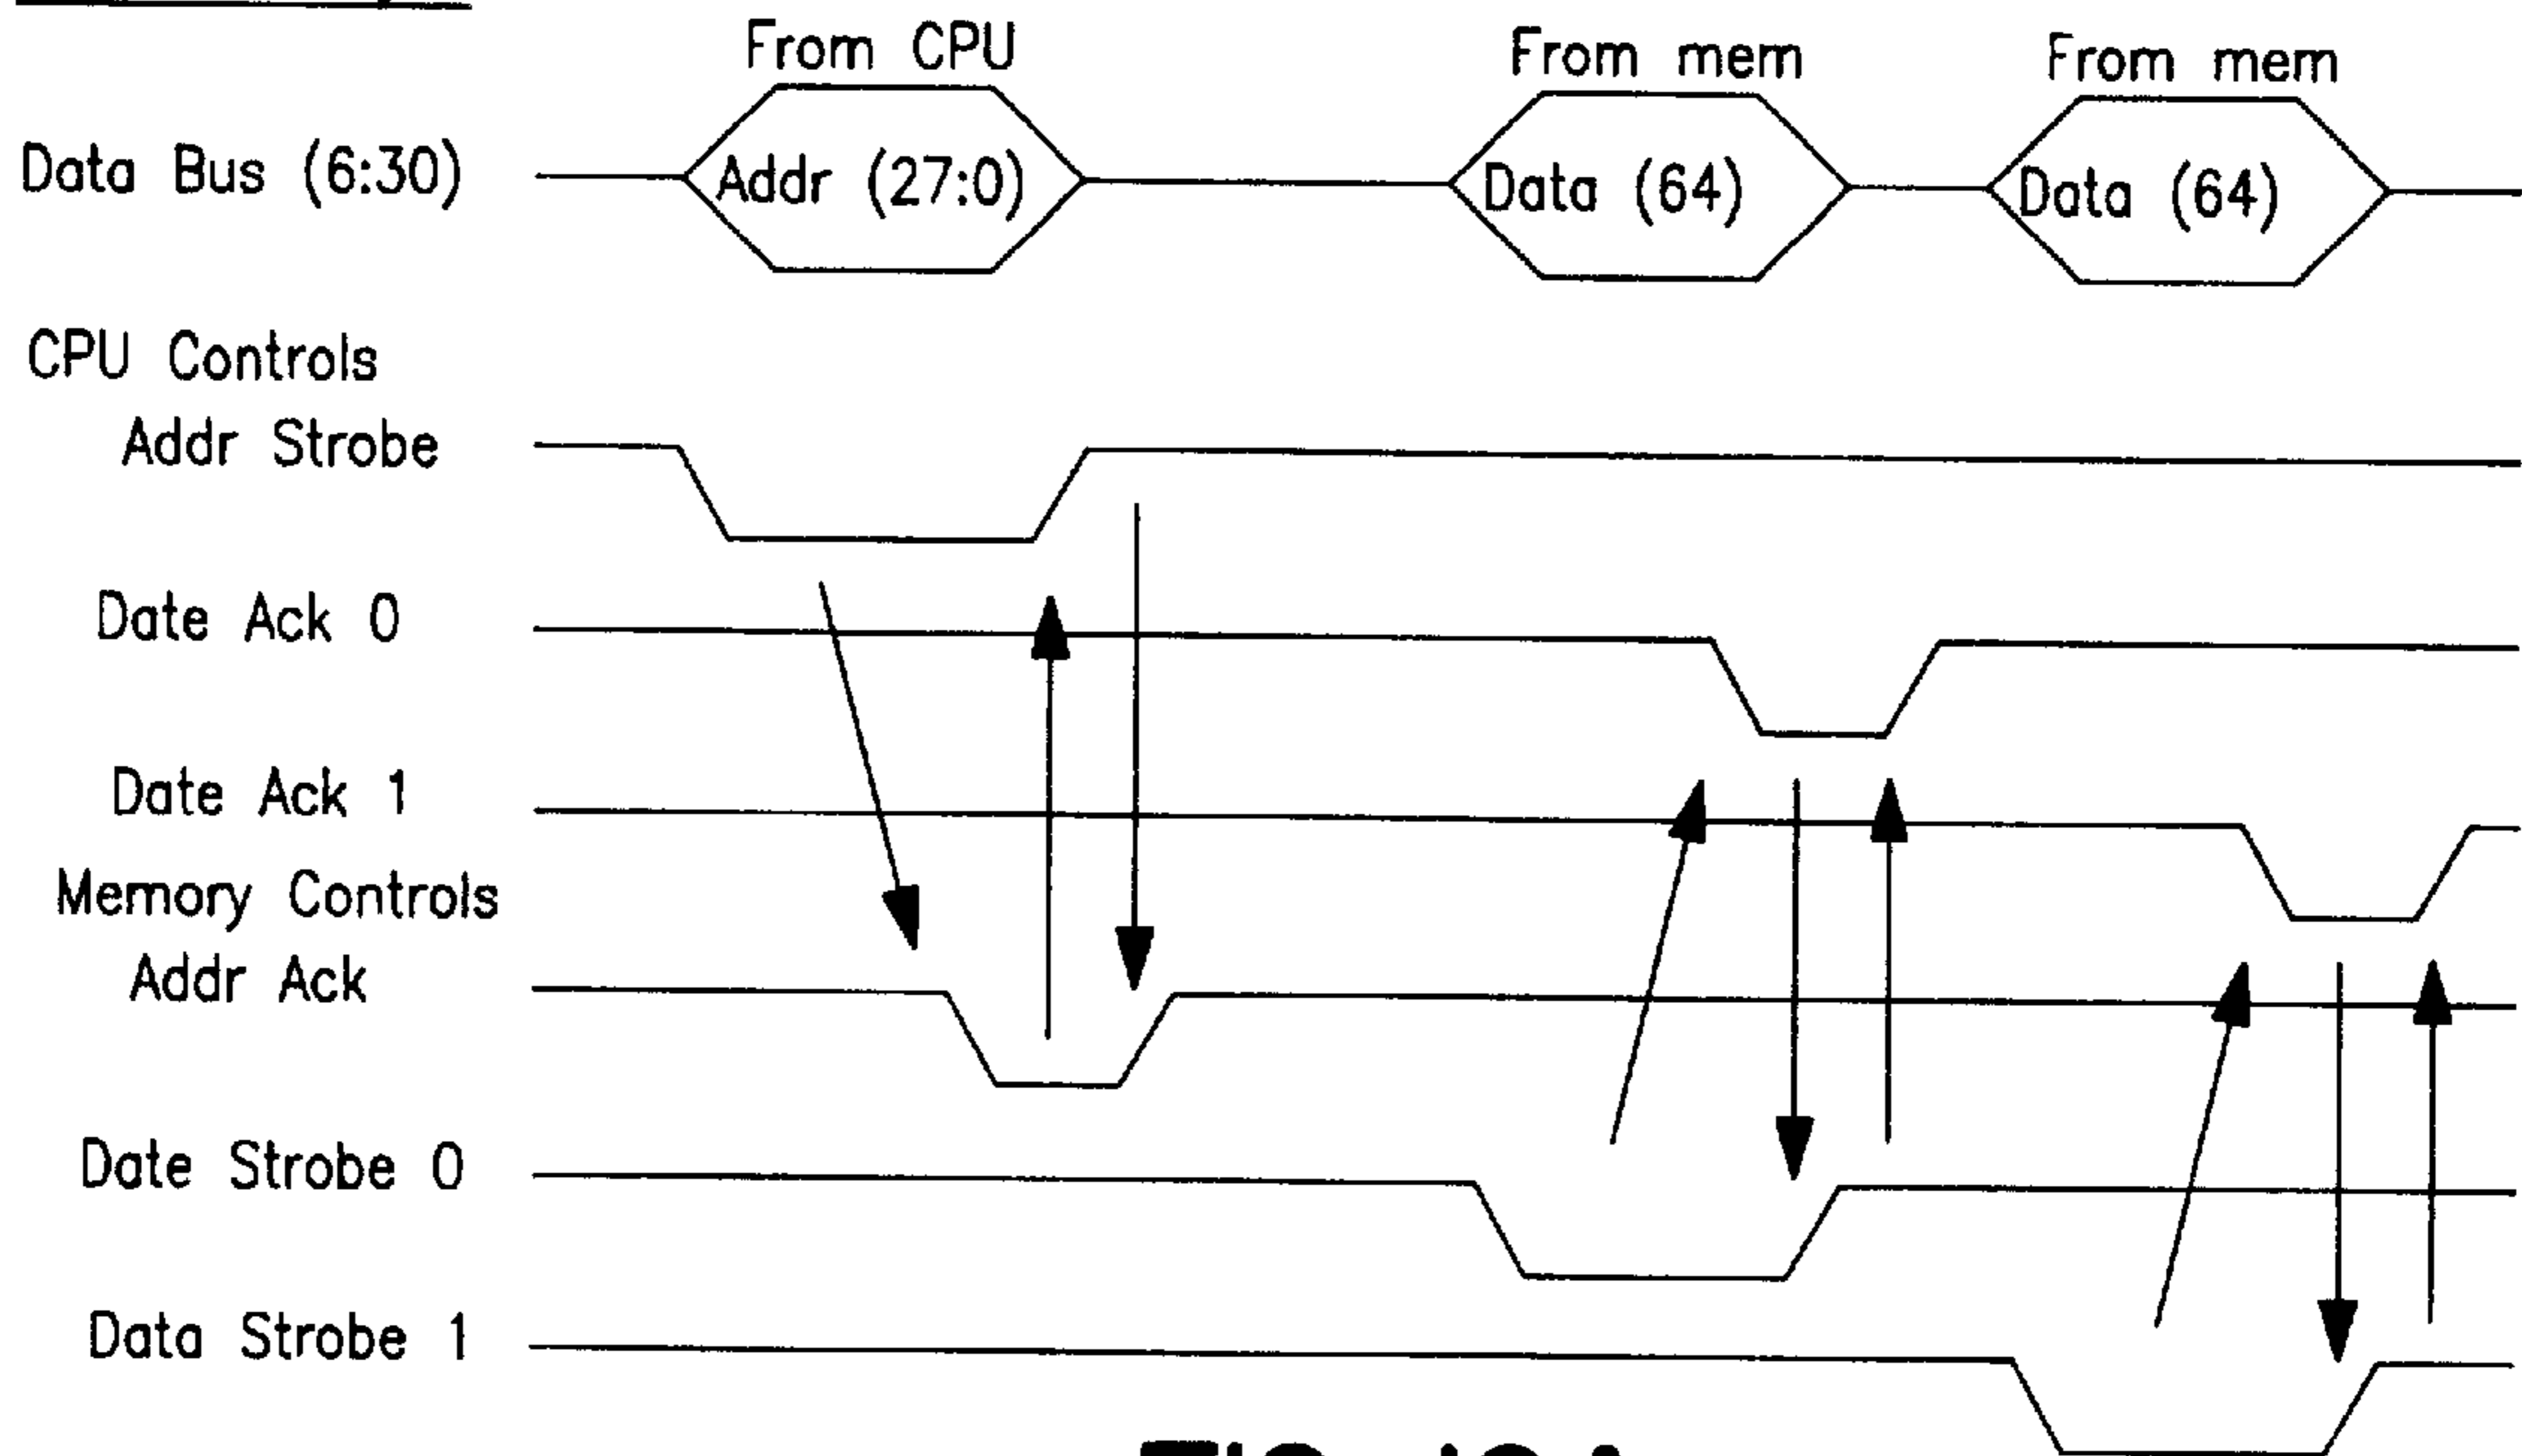 From CPU From mem From mem
Data Bus (6:30) Addr (27:0) Data (64) Data (64)
CPU Controls
Addr Strobe
Date Ack 0
Date Ack 1
Memory Controls
Addr Ack
Date Strobe 0
Data Strobe 1